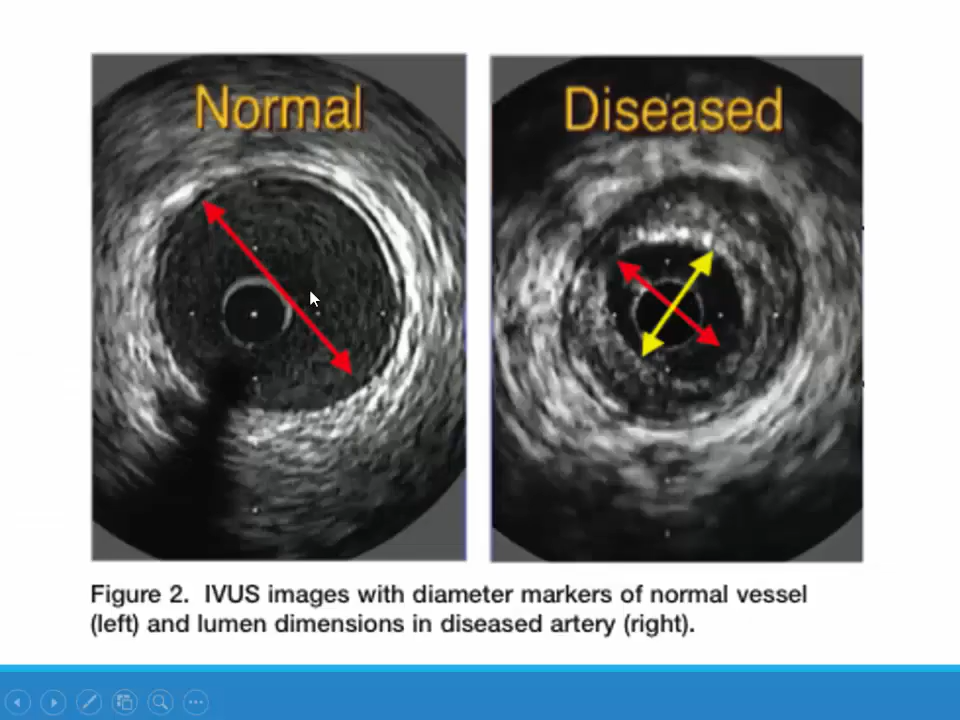 Normal
Diseased
Figure 2. IVUS images with diameter markers of normal vessel
(left) and lumen dimensions in diseased artery (right).